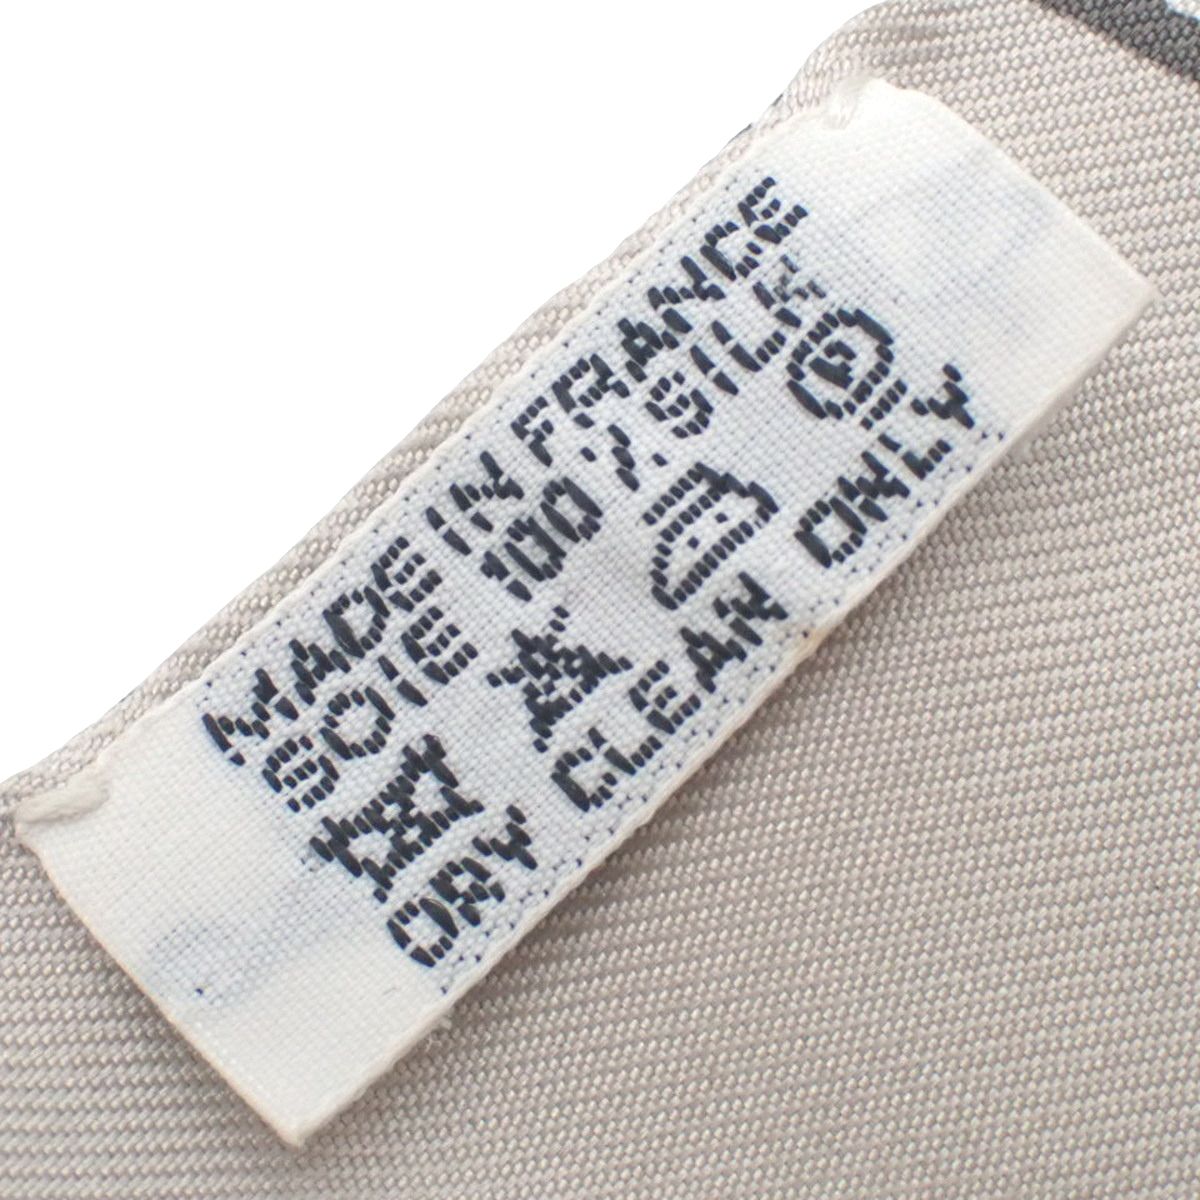 MADE IN FRANCE
SOIE 100 % SILK
DRY CLEAN ONLY